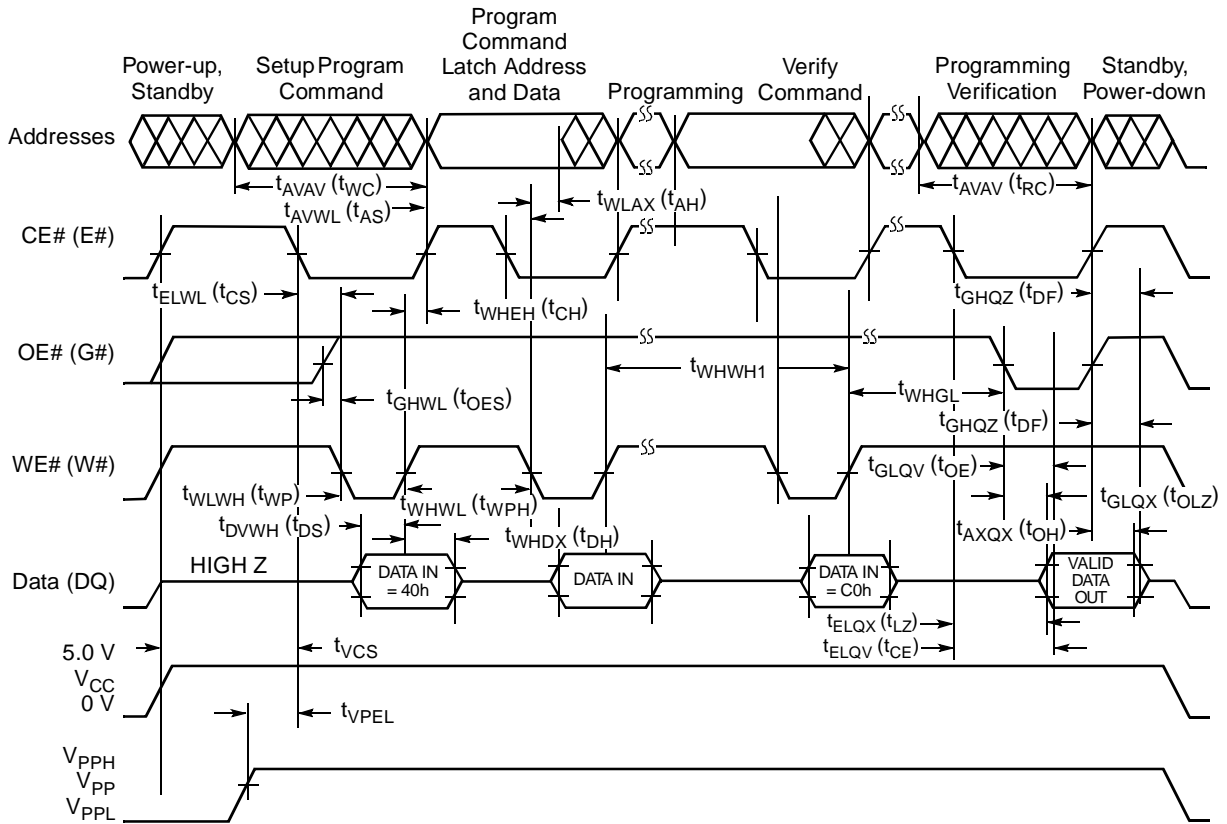 Power-up,
Standby
Setup Program
Command
Program
Command
Latch Address
and Data
Programming
Verify
Command
Programming
Verification
Standby,
Power-down
Addresses
tAVAV (tWC)
tAVWL (tAS)
tWLAX (tAH)
tAVAV (tRC)
CE# (E#)
tELWL (tCS)
tWHEH (tCH)
tGHQZ (tDF)
OE# (G#)
tWHWH1
tGHWL (tOES)
tWHGL
tGHQZ (tDF)
WE# (W#)
tGLQV (tOE)
tWLWH (tWP)
tWHWL (tWPH)
tGLQX (tOLZ)
tDVWH (tDS)
tWHDX (tDH)
tAXQX (tOH)
Data (DQ)
HIGH Z
DATA IN
= 40h
DATA IN
DATA IN
= C0h
VALID
DATA
OUT
tELQX (tLZ)
tELQV (tCE)
5.0 V
VCC
0 V
tVCS
tVPEL
VPPH
VPP
VPPL